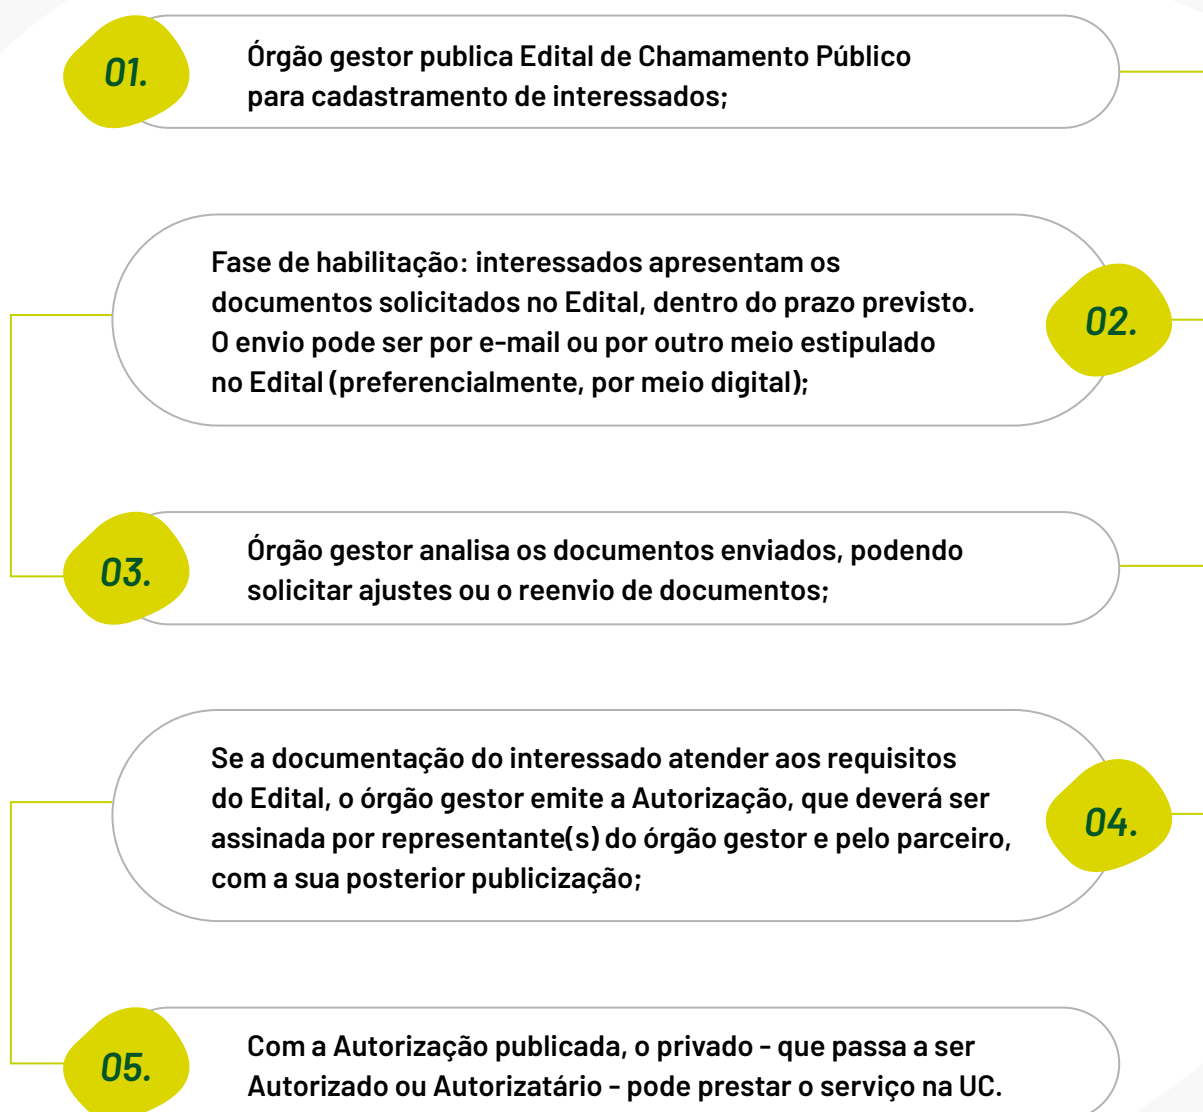 01.
Órgão gestor publica Edital de Chamamento Público
para cadastramento de interessados;
Fase de habilitação: interessados apresentam os
documentos solicitados no Edital, dentro do prazo previsto.
O envio pode ser por e-mail ou por outro meio estipulado
no Edital (preferencialmente, por meio digital);
02.
03.
Órgão gestor analisa os documentos enviados, podendo
solicitar ajustes ou o reenvio de documentos;
Se a documentação do interessado atender aos requisitos
do Edital, o órgão gestor emite a Autorização, que deverá ser
assinada por representante(s) do órgão gestor e pelo parceiro,
com a sua posterior publicização;
04.
05.
Com a Autorização publicada, o privado - que passa a ser
Autorizado ou Autorizatário - pode prestar o serviço na UC.